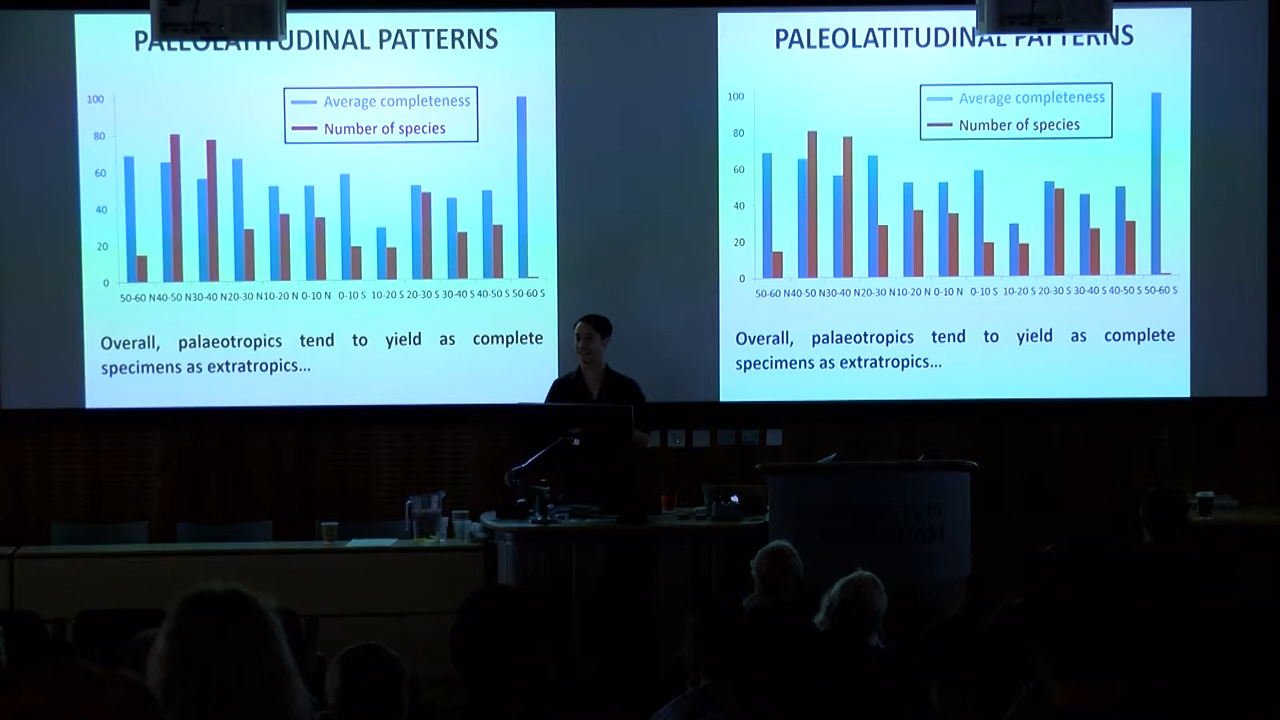 PALEOLATITUDINAL PATTERNS
Average completeness
Number of species
100
80
60
40
20
0
50-60 N 40-50 N 30-40 N 20-30 N 10-20 N 0-10 N 0-10 S 10-20 S 20-30 S 30-40 S 40-50 S 50-60 S
Overall, palaeotropics tend to yield as complete
specimens as extratropics...
PALEOLATITUDINAL PATTERNS
Average completeness
Number of species
100
80
60
40
20
0
50-60 N 40-50 N 30-40 N 20-30 N 10-20 N 0-10 N 0-10 S 10-20 S 20-30 S 30-40 S 40-50 S 50-60 S
Overall, palaeotropics tend to yield as complete
specimens as extratropics...